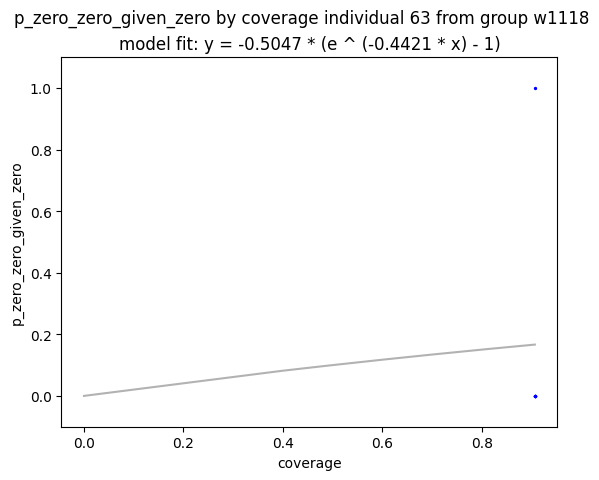 p_zero_zero_given_zero by coverage individual 63 from group w1118
model fit: y = -0.5047 * (e ^ (-0.4421 * x) - 1)
1.0
0.8
0.6
0.4
0.2
0.0
p_zero_zero_given_zero
0.0 0.2 0.4 0.6 0.8
coverage